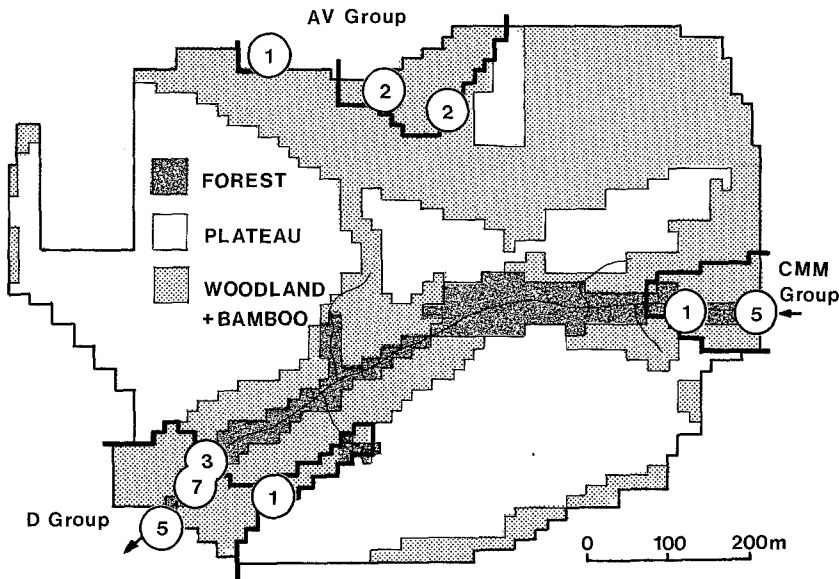 AV Group
1
2
2
FOREST
PLATEAU
WOODLAND
+ BAMBOO
CMM
Group
1
5
3
7
1
D Group
5
0 100 200m